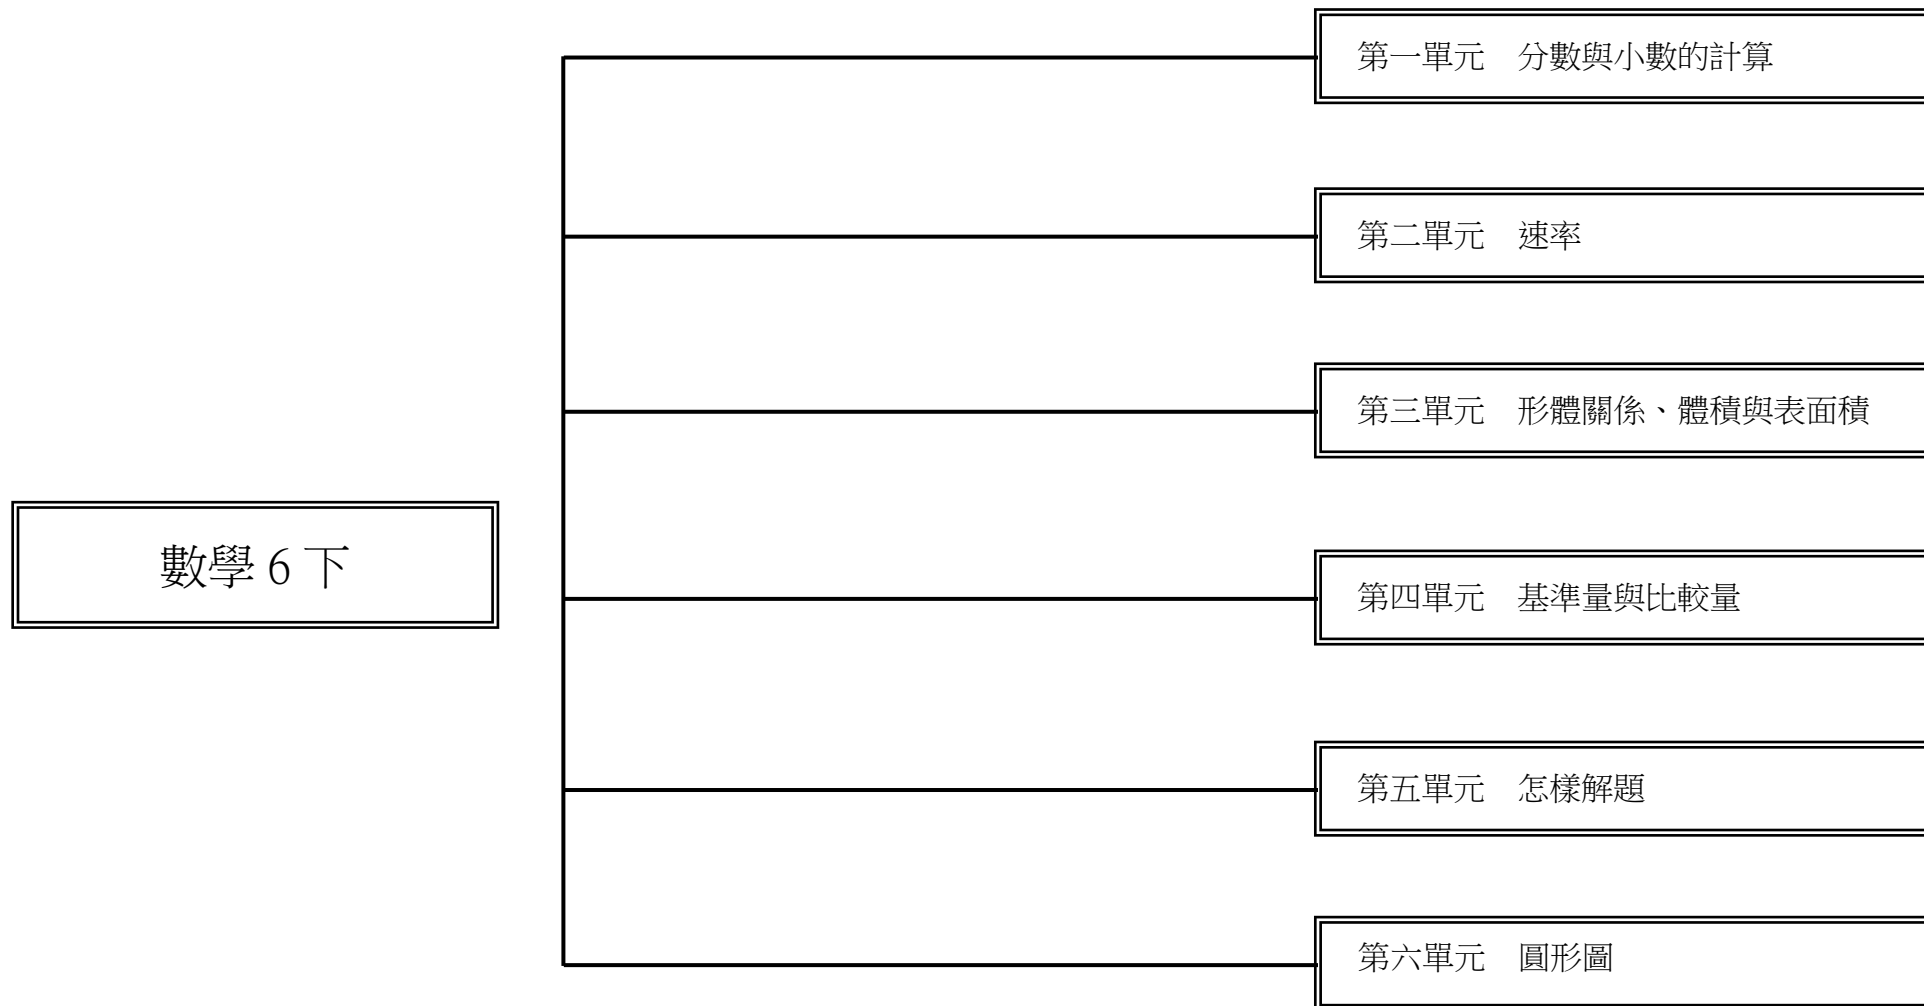 第一單元　分數與小數的計算
第二單元　速率
第三單元　形體關係、體積與表面積
數學 6 下
第四單元　基準量與比較量
第五單元　怎樣解題
第六單元　圓形圖